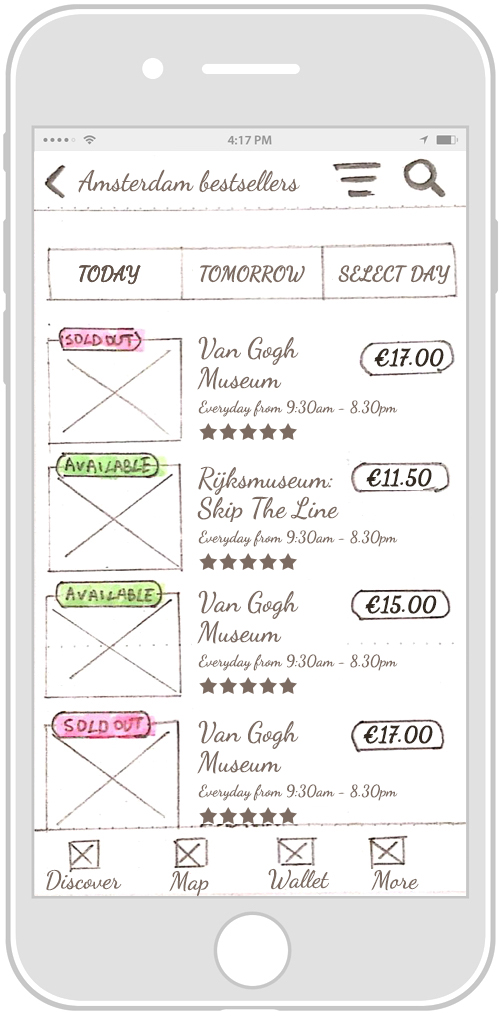 4:17 PM
Amsterdam bestsellers
TODAY TOMORROW SELECT DAY
SOLD OUT
Van Gogh
Museum
€17.00
Everyday from 9:30am - 8.30pm
AVAILABLE
Rijksmuseum:
Skip The Line
€11.50
Everyday from 9:30am - 8.30pm
AVAILABLE
Van Gogh
Museum
€15.00
Everyday from 9:30am - 8.30pm
SOLD OUT
Van Gogh
Museum
€17.00
Everyday from 9:30am - 8.30pm
Discover Map Wallet More